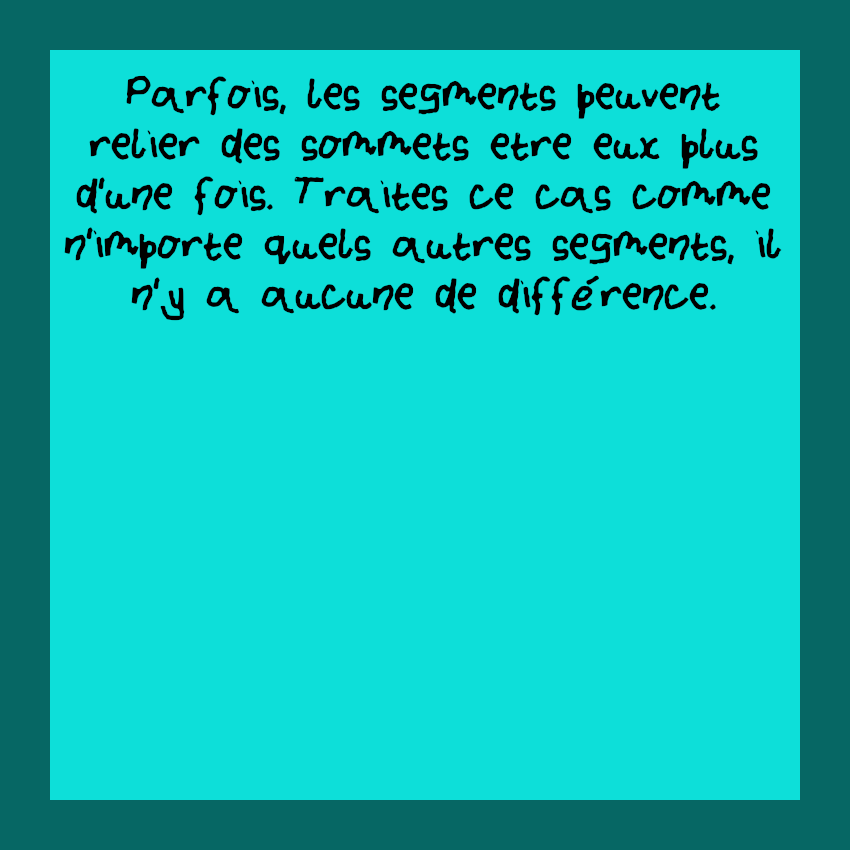 Parfois, les segments peuvent
relier des sommets etre eux plus
d'une fois. Traites ce cas comme
n'importe quels autres segments, il
n'y a aucune de différence.